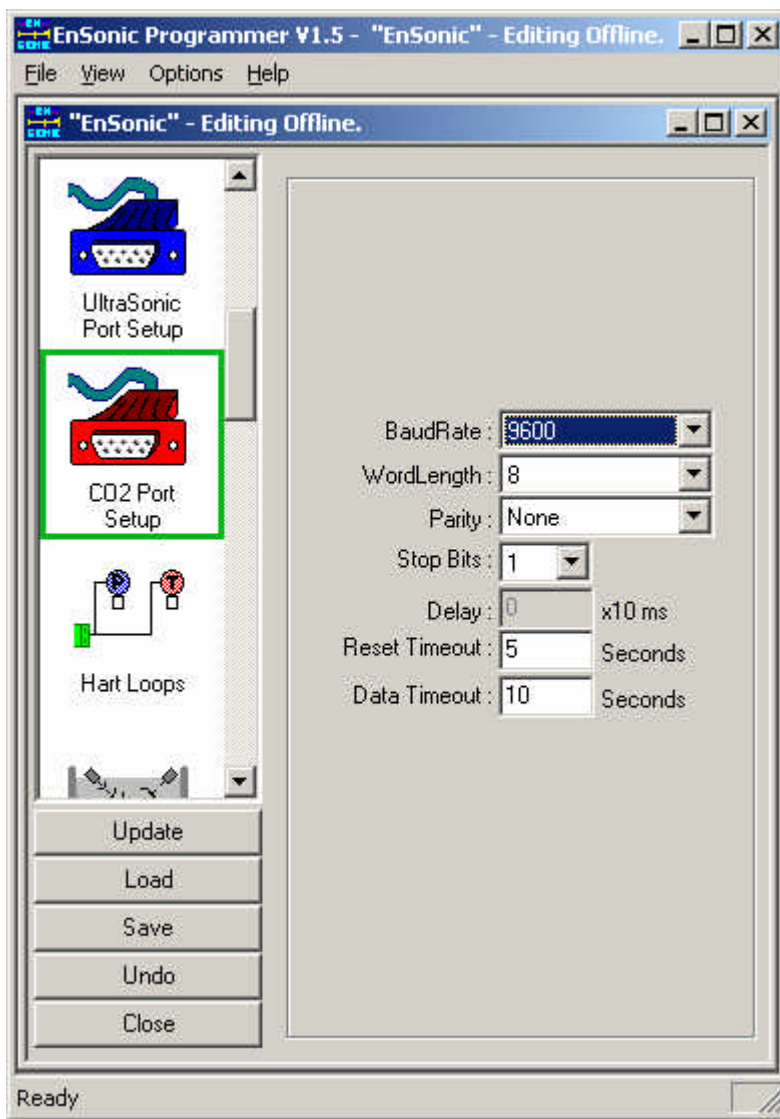 EnSonic Programmer V1.5 - "EnSonic" - Editing Offline.
File View Options Help
"EnSonic" - Editing Offline.
UltraSonic
Port Setup
CO2 Port
Setup
P T
Hart Loops
Update
Load
Save
Undo
Close
BaudRate : 9600
WordLength : 8
Parity : None
Stop Bits : 1
Delay : 0 x10 ms
Reset Timeout : 5 Seconds
Data Timeout : 10 Seconds
Ready